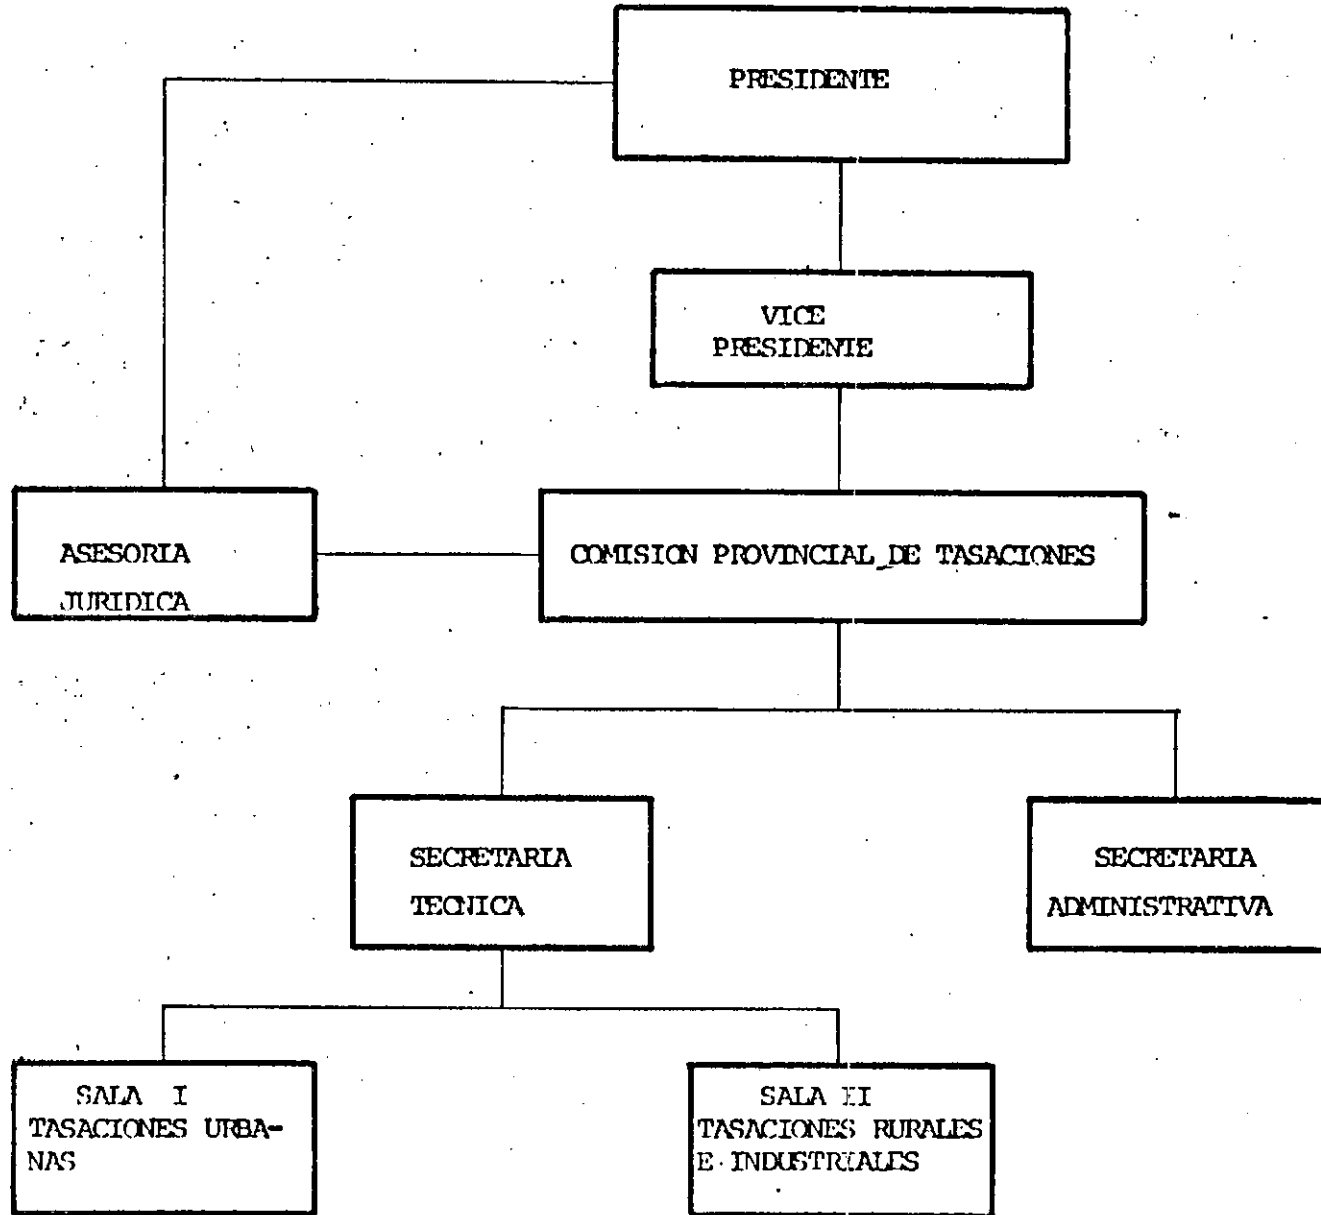 PRESIDENTE
VICE
PRESIDENTE
ASESORIA
JURIDICA
COMISION PROVINCIAL DE TASACIONES
SECRETARIA
TECNICA
SECRETARIA
ADMINISTRATIVA
SALA I
TASACIONES URBA-
NAS
SALA II
TASACIONES RURALES
E INDUSTRIALES